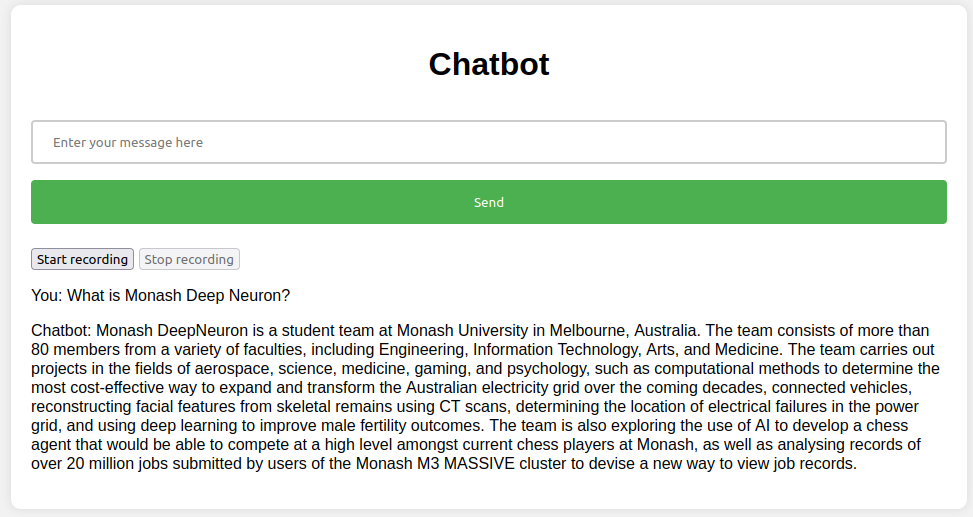 Chatbot
Enter your message here
Send
Start recording Stop recording
You: What is Monash Deep Neuron?
Chatbot: Monash DeepNeuron is a student team at Monash University in Melbourne, Australia. The team consists of more than
80 members from a variety of faculties, including Engineering, Information Technology, Arts, and Medicine. The team carries out
projects in the fields of aerospace, science, medicine, gaming, and psychology, such as computational methods to determine the
most cost-effective way to expand and transform the Australian electricity grid over the coming decades, connected vehicles,
reconstructing facial features from skeletal remains using CT scans, determining the location of electrical failures in the power
grid, and using deep learning to improve male fertility outcomes. The team is also exploring the use of AI to develop a chess
agent that would be able to compete at a high level amongst current chess players at Monash, as well as analysing records of
over 20 million jobs submitted by users of the Monash M3 MASSIVE cluster to devise a new way to view job records.